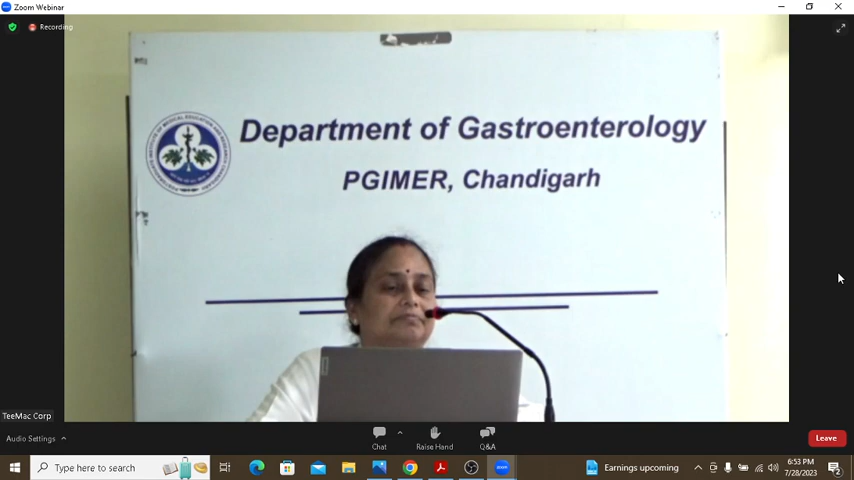 Zoom Webinar
Recording
Department of Gastroenterology
PGIMER, Chandigarh
TeeMac Corp
Audio Settings
Chat
Raise Hand
Q&A
Leave
Type here to search
Earnings upcoming
6:53 PM
7/28/2023
2